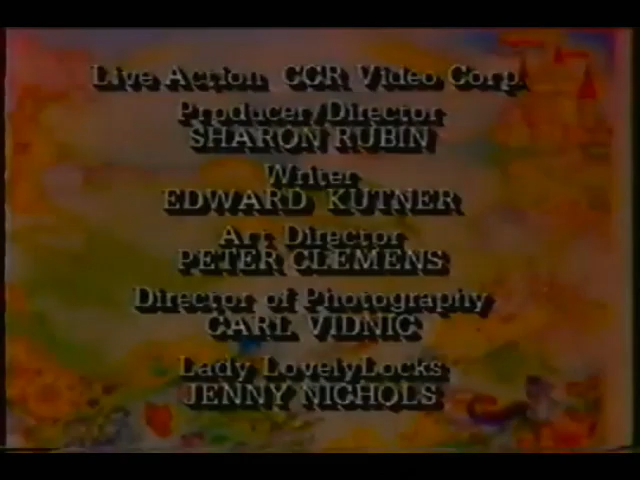 Live Action CCR Video Corp.
Producer/Director
SHARON RUBIN
Writer
EDWARD KUTNER
Art Director
PETER CLEMENS
Director of Photography
CARL VIDNIC
Lady LovelyLocks
JENNY NICHOLS